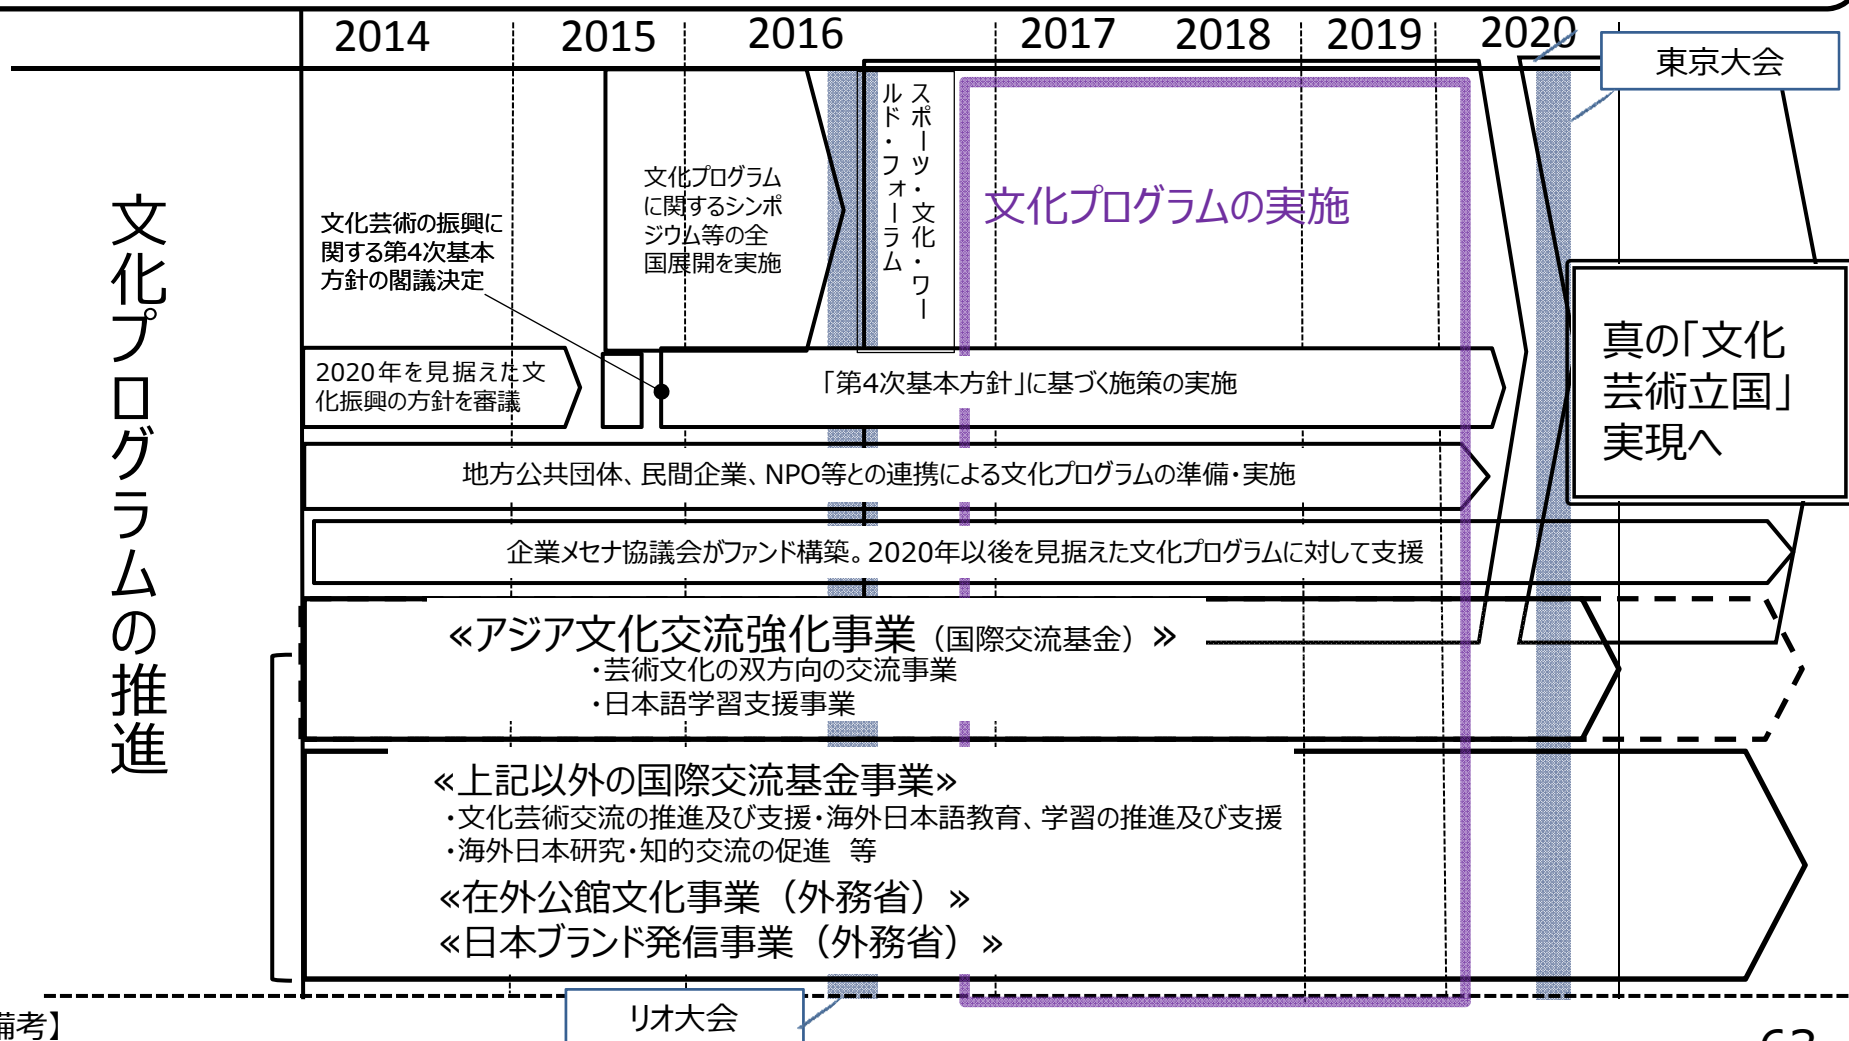 2014 2015 2016 2017 2018 2019 2020
東京大会
文化プログラムの推進
文化芸術の振興に
関する第4次基本
方針の閣議決定
文化プログラム
に関するシンポ
ジウム等の全
国展開を実施
スポーツ・文化・ワー
ルド・フォーラム
文化プログラムの実施
真の「文化
芸術立国」
実現へ
2020年を見据えた文
化振興の方針を審議
「第4次基本方針」に基づく施策の実施
地方公共団体、民間企業、NPO等との連携による文化プログラムの準備・実施
企業メセナ協議会がファンド構築。2020年以後を見据えた文化プログラムに対して支援
«アジア文化交流強化事業（国際交流基金）»
・芸術文化の双方向の交流事業
・日本語学習支援事業
«上記以外の国際交流基金事業»
・文化芸術交流の推進及び支援・海外日本語教育、学習の推進及び支援
・海外日本研究・知的交流の促進　等
«在外公館文化事業（外務省）»
«日本ブランド発信事業（外務省）»
リオ大会
備考】